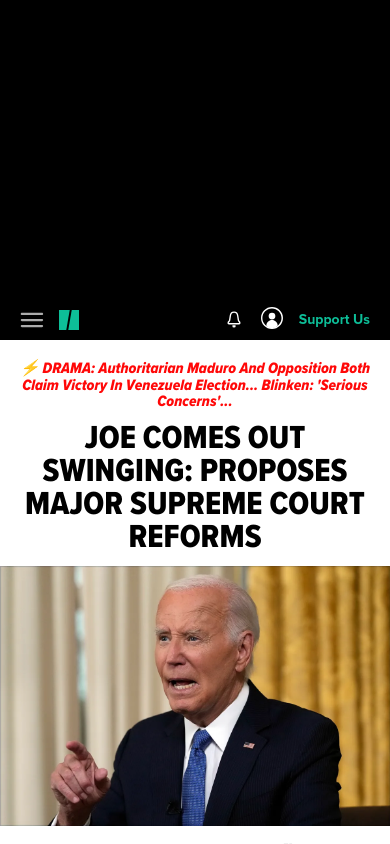 Support Us
⚡ DRAMA: Authoritarian Maduro And Opposition Both
Claim Victory In Venezuela Election... Blinken: 'Serious
Concerns'...
JOE COMES OUT
SWINGING: PROPOSES
MAJOR SUPREME COURT
REFORMS